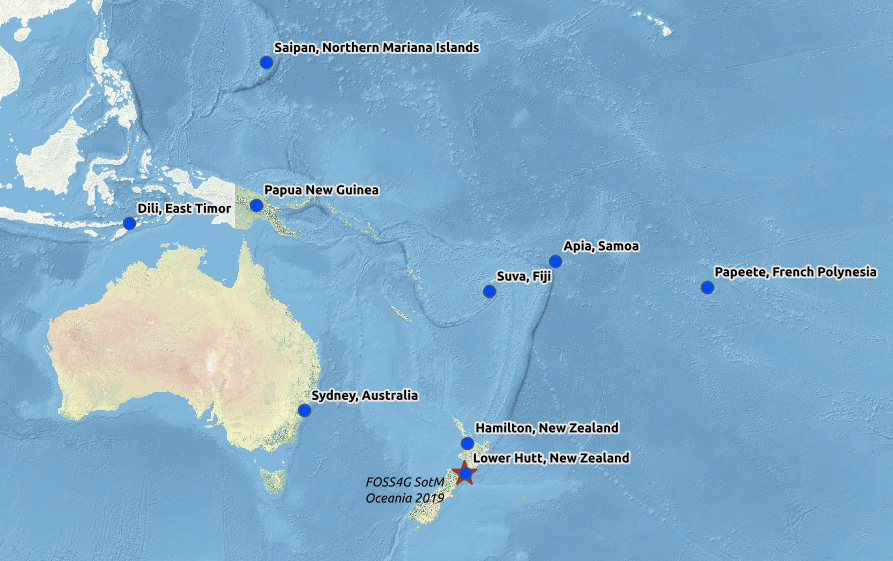 Saipan, Northern Mariana Islands
Papua New Guinea
Dili, East Timor
Apia, Samoa
Suva, Fiji
Papeete, French Polynesia
Sydney, Australia
Hamilton, New Zealand
Lower Hutt, New Zealand
FOSS4G SotM
Oceania 2019